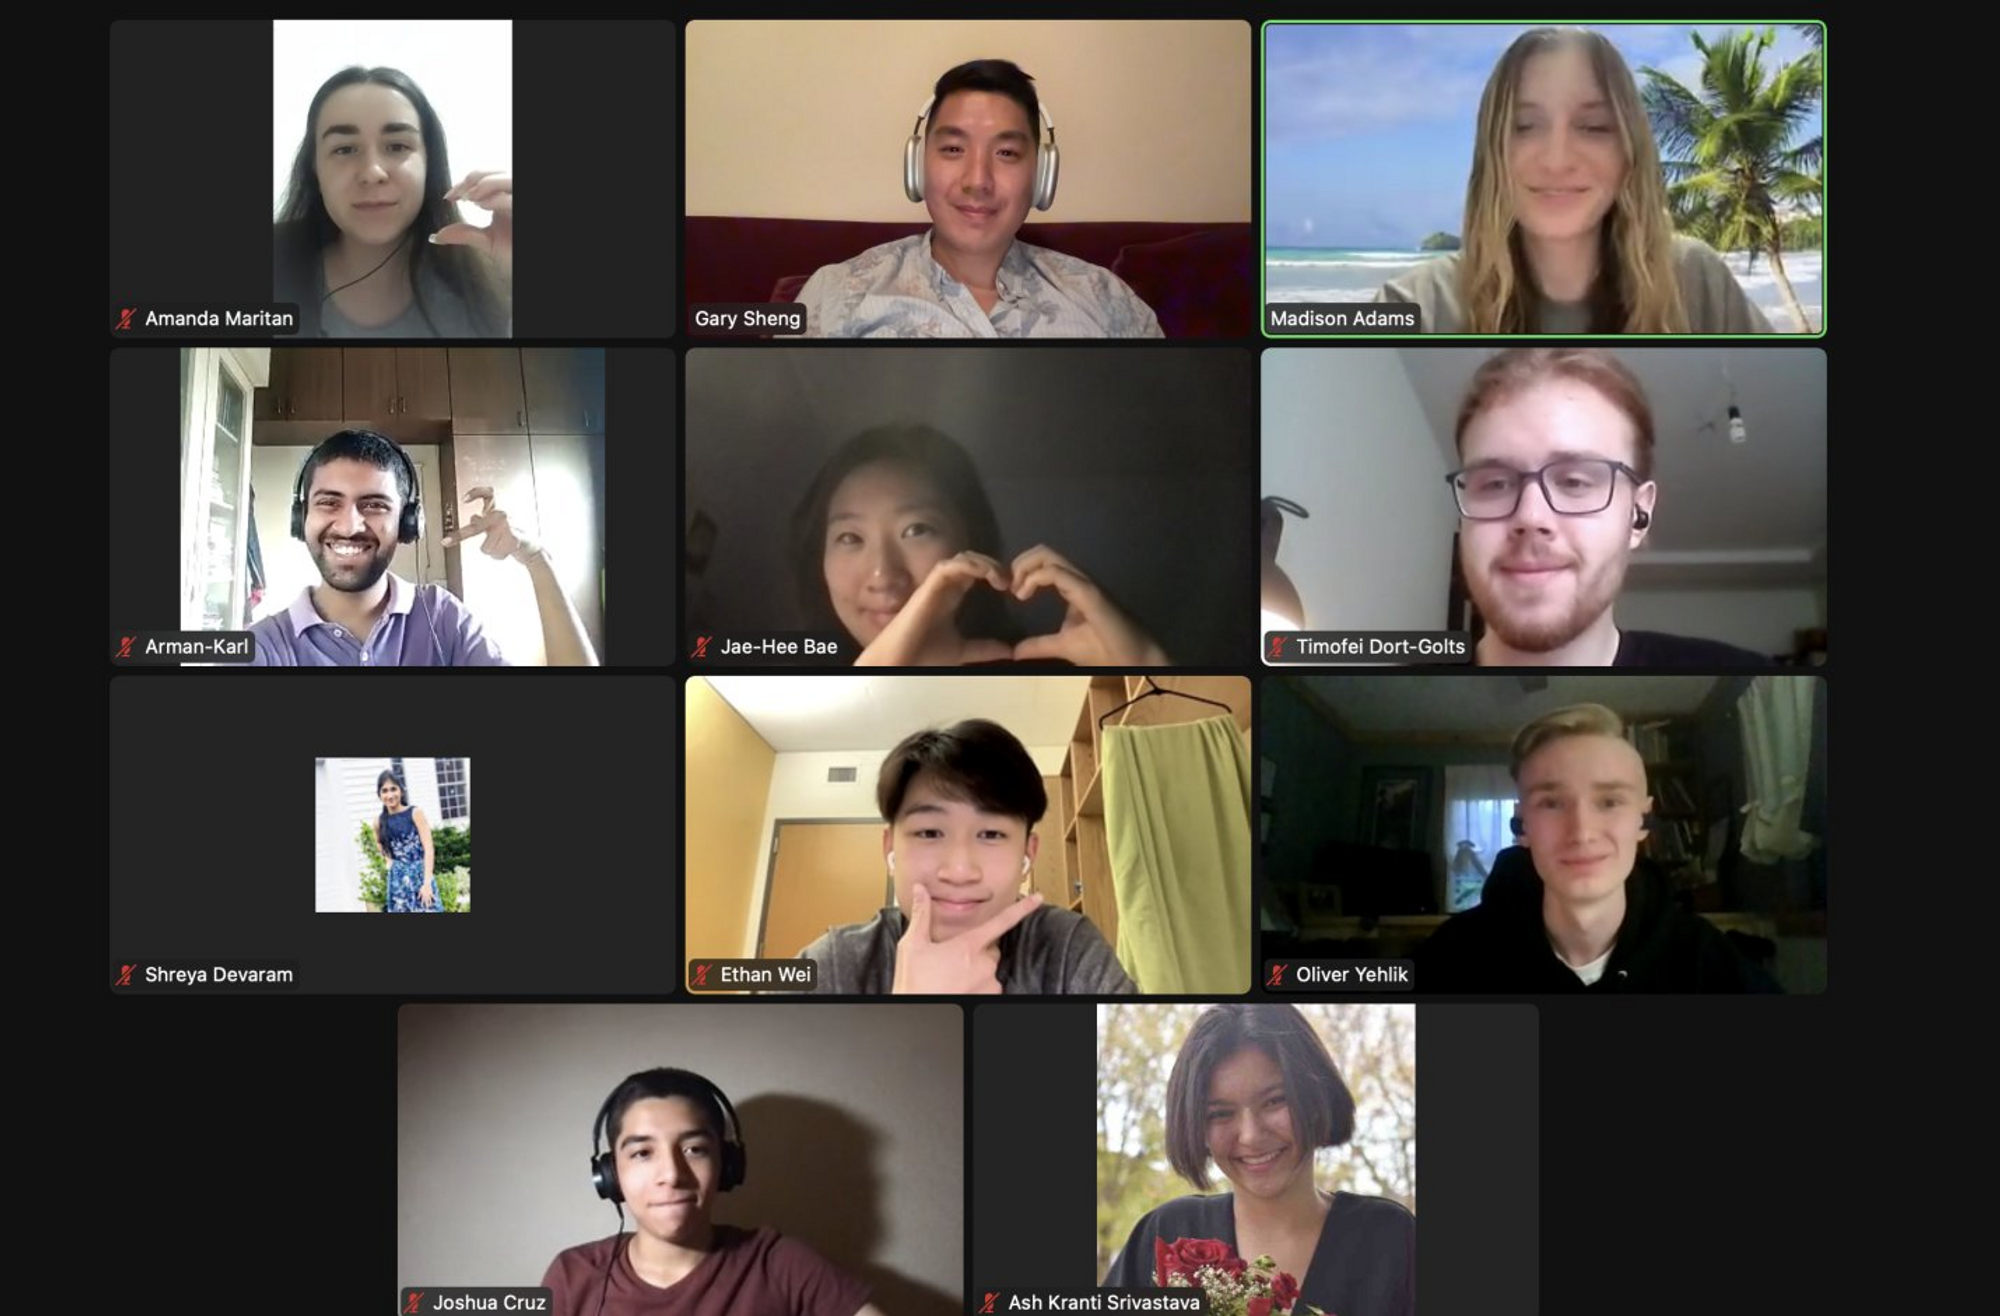 Amanda Maritan
Gary Sheng
Madison Adams
Arman-Karl
Jae-Hee Bae
Timofei Dort-Golts
Shreya Devaram
Ethan Wei
Oliver Yehlik
Joshua Cruz
Ash Kranti Srivastava